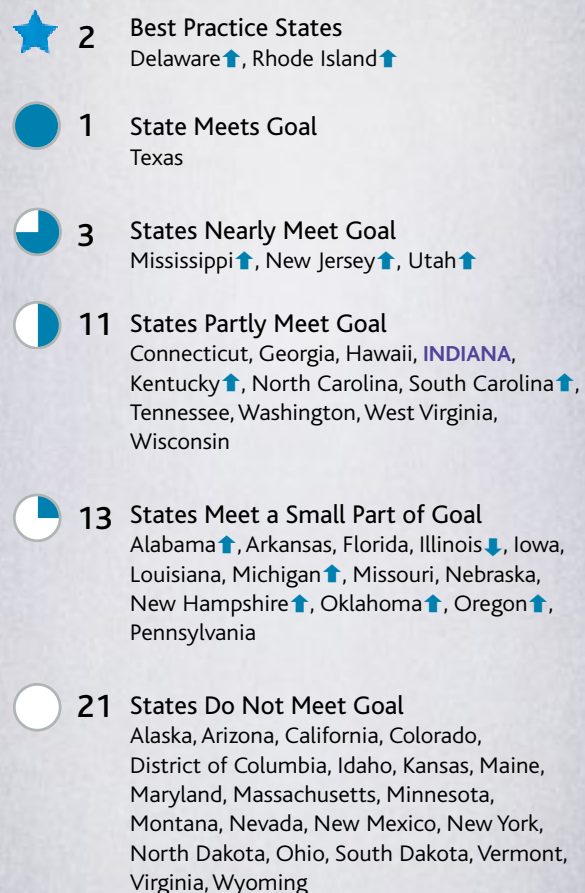 2 Best Practice States
Delaware⬆, Rhode Island⬆
1 State Meets Goal
Texas
3 States Nearly Meet Goal
Mississippi⬆, New Jersey⬆, Utah⬆
11 States Partly Meet Goal
Connecticut, Georgia, Hawaii, INDIANA,
Kentucky⬆, North Carolina, South Carolina⬆,
Tennessee, Washington, West Virginia,
Wisconsin
13 States Meet a Small Part of Goal
Alabama⬆, Arkansas, Florida, Illinois⬇, Iowa,
Louisiana, Michigan⬆, Missouri, Nebraska,
New Hampshire⬆, Oklahoma⬆, Oregon⬆,
Pennsylvania
21 States Do Not Meet Goal
Alaska, Arizona, California, Colorado,
District of Columbia, Idaho, Kansas, Maine,
Maryland, Massachusetts, Minnesota,
Montana, Nevada, New Mexico, New York,
North Dakota, Ohio, South Dakota, Vermont,
Virginia, Wyoming